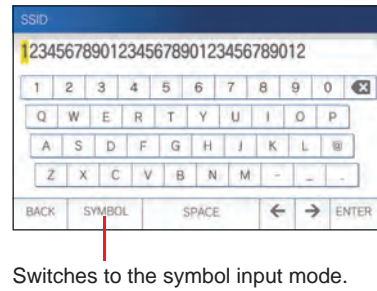 SSID
12345678901234567890123456789012
1 2 3 4 5 6 7 8 9 0
Q W E R T Y U I O P
A S D F G H J K L @
Z X C V B N M - _ .
BACK SYMBOL SPACE ← → ENTER
Switches to the symbol input mode.